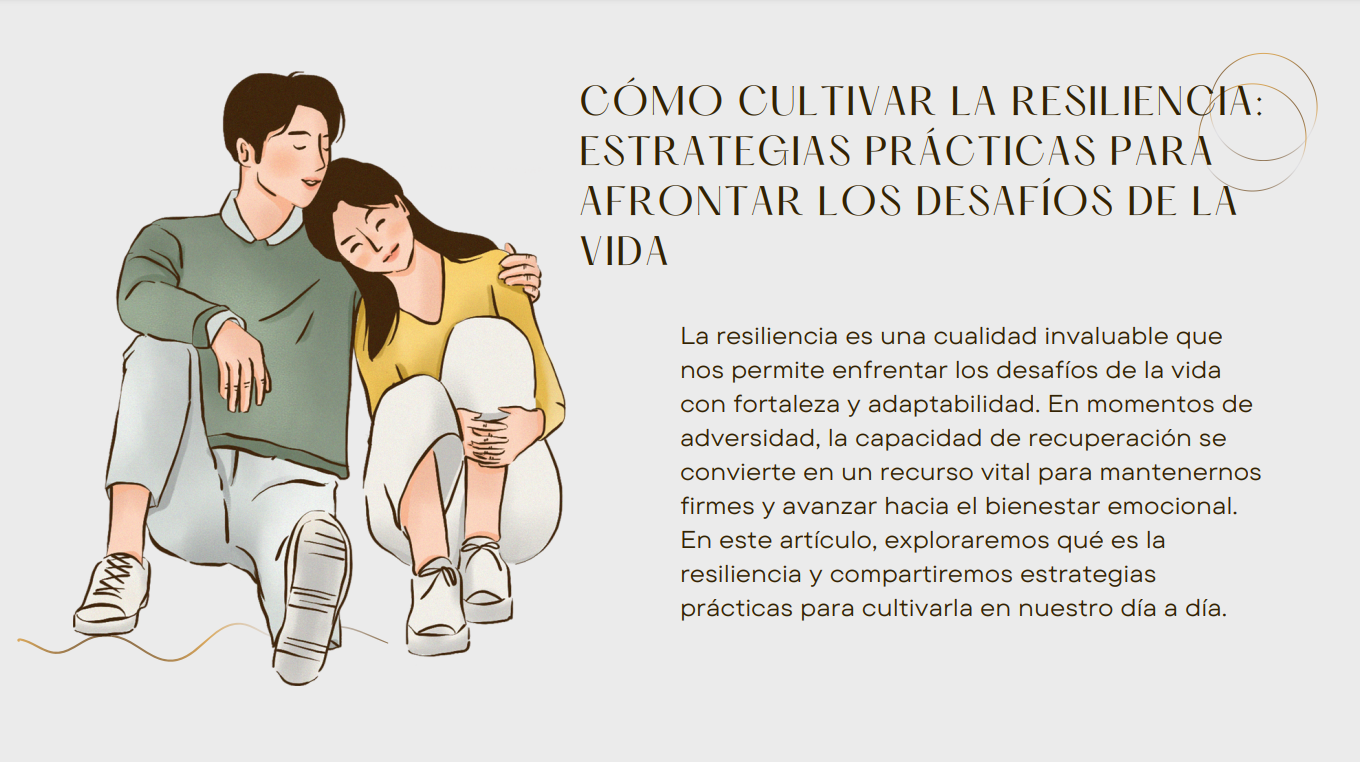 CÓMO CULTIVAR LA RESILIENCIA:
ESTRATEGIAS PRÁCTICAS PARA
AFRONTAR LOS DESAFÍOS DE LA
VIDA
La resiliencia es una cualidad invaluable que
nos permite enfrentar los desafíos de la vida
con fortaleza y adaptabilidad. En momentos de
adversidad, la capacidad de recuperación se
convierte en un recurso vital para mantenernos
firmes y avanzar hacia el bienestar emocional.
En este artículo, exploraremos qué es la
resiliencia y compartiremos estrategias
prácticas para cultivarla en nuestro día a día.